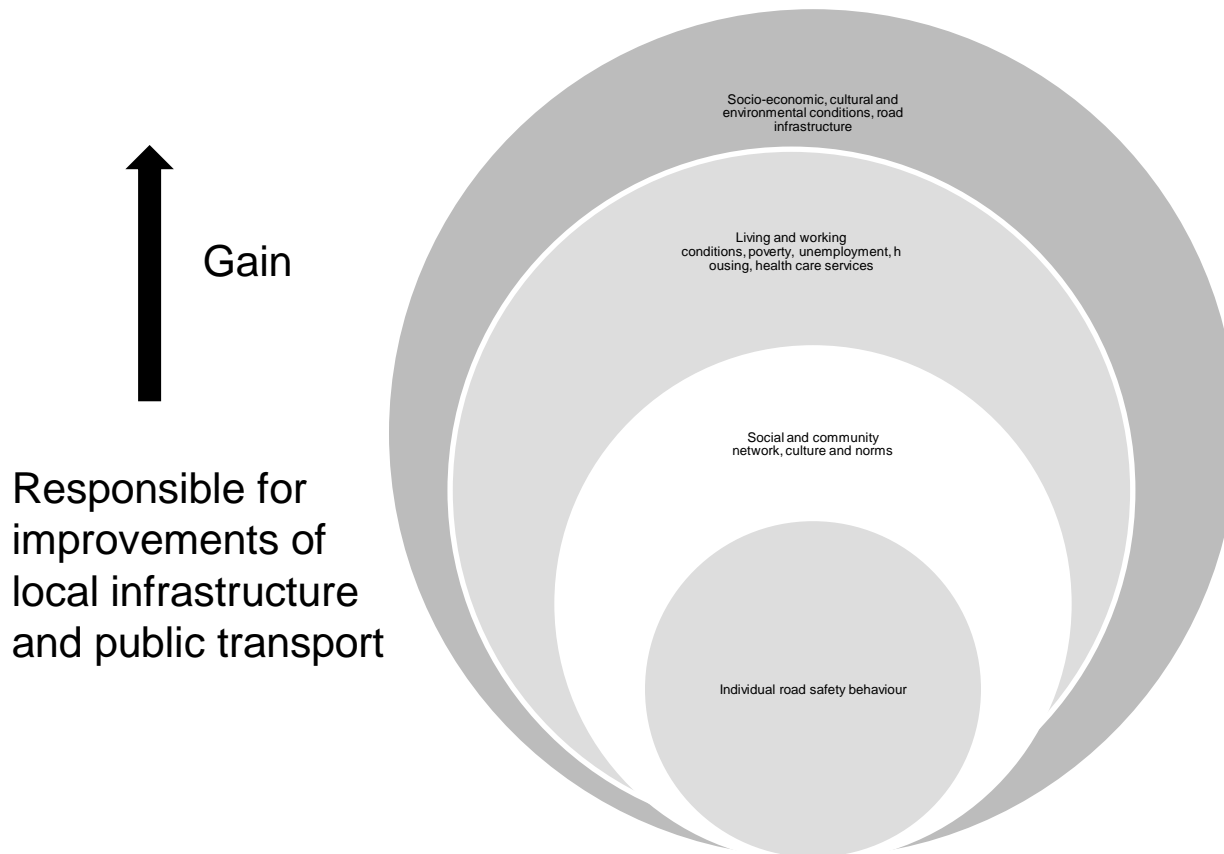 Socio-economic, cultural and
environmental conditions, road
infrastructure
Living and working
conditions, poverty, unemployment, h
ousing, health care services
Gain
Social and community
network, culture and norms
Responsible for
improvements of
local infrastructure
and public transport
Individual road safety behaviour